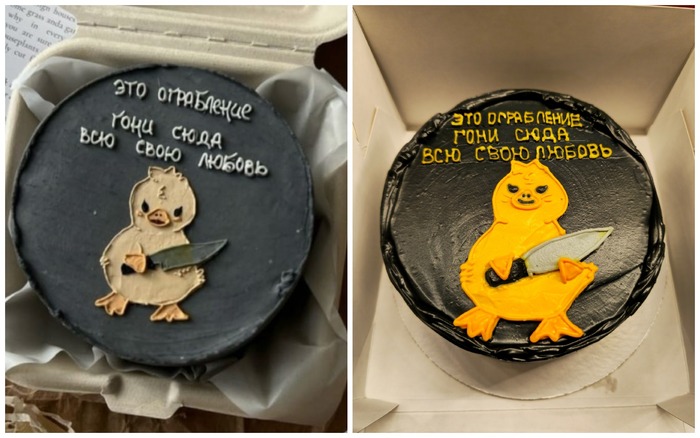 ЭТО ОГРАБЛЕНИЕ
ГОНИ СЮДА
ВСЮ СВОЮ ЛЮБОВЬ
ЭТО ОГРАБЛЕНИЕ
ГОНИ СЮДА
ВСЮ СВОЮ ЛЮБОВЬ